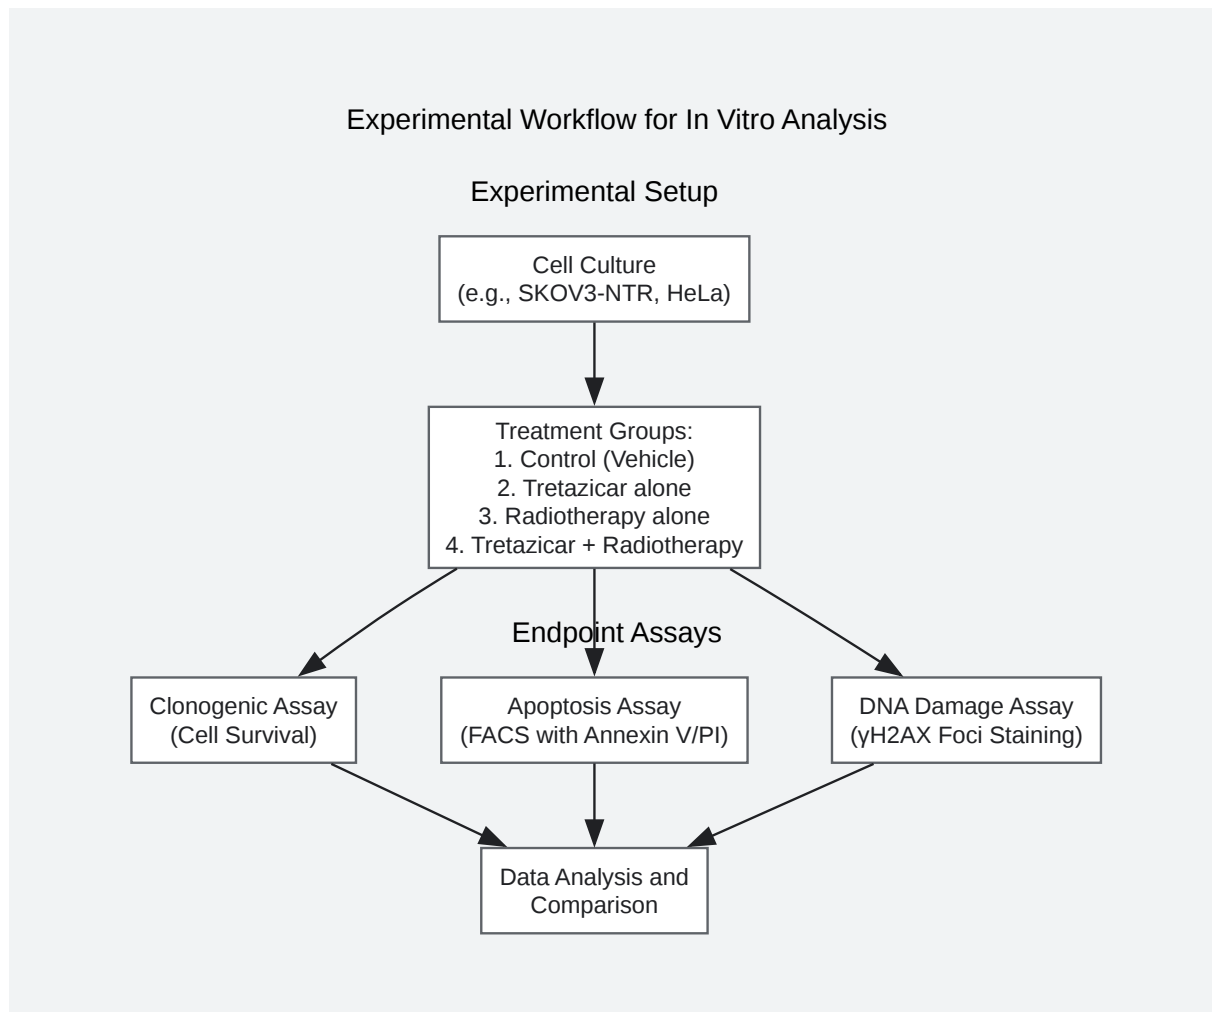 Experimental Workflow for In Vitro Analysis
Experimental Setup
Cell Culture
(e.g., SKOV3-NTR, HeLa)
Treatment Groups:
1. Control (Vehicle)
2. Tretazicar alone
3. Radiotherapy alone
4. Tretazicar + Radiotherapy
Endpoint Assays
Clonogenic Assay
(Cell Survival)
Apoptosis Assay
(FACS with Annexin V/PI)
DNA Damage Assay
(γH2AX Foci Staining)
Data Analysis and
Comparison